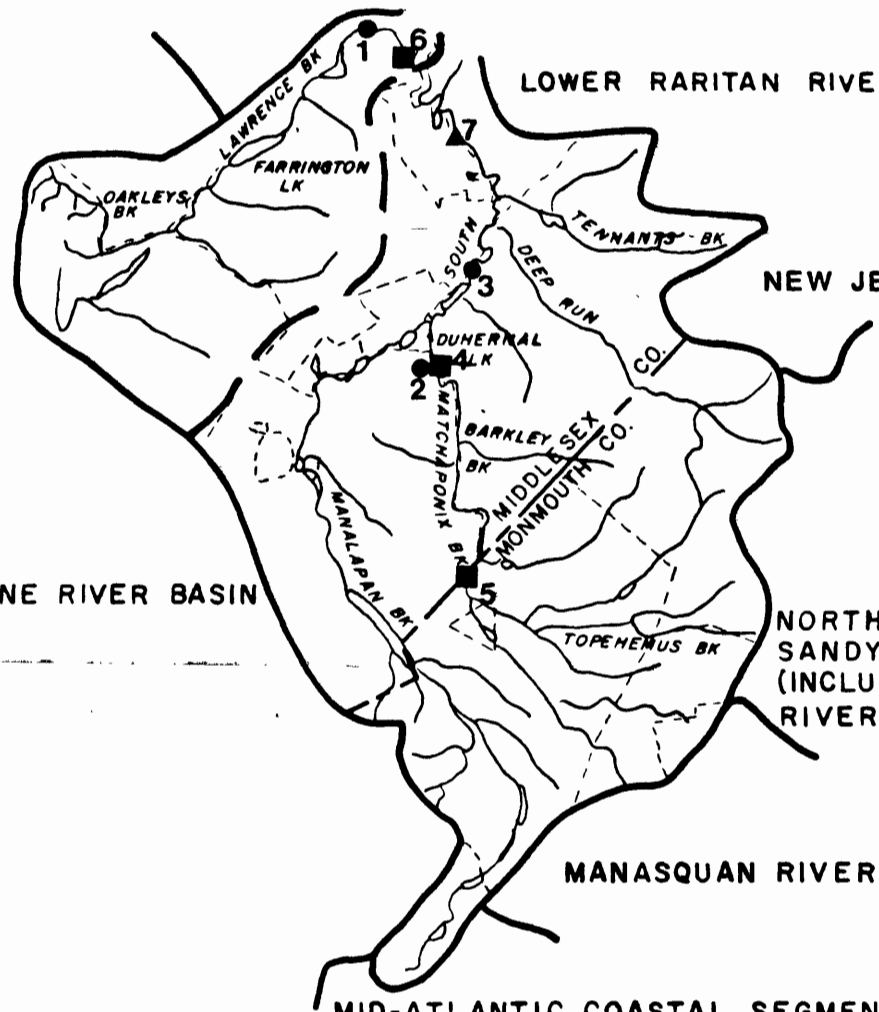 1
6
LOWER RARITAN RIVE
LAWRENCE BK
7
FARRINGTON
LK
OAKLEYS
BK
SOUTH R
TENNANTS BK
3
DEEP RUN
NEW JE
DUHERNAL
LK
4
2
CO.
MATCHAPONIX BK
BARKLEY
BK
MIDDLESEX
MONMOUTH CO.
MANALAPAN BK
5
NE RIVER BASIN
TOPEHEMUS BK
NORTH
SANDY
(INCLU
RIVER
MANASQUAN RIVER
MID-ATLANTIC COASTAL SEGMEN